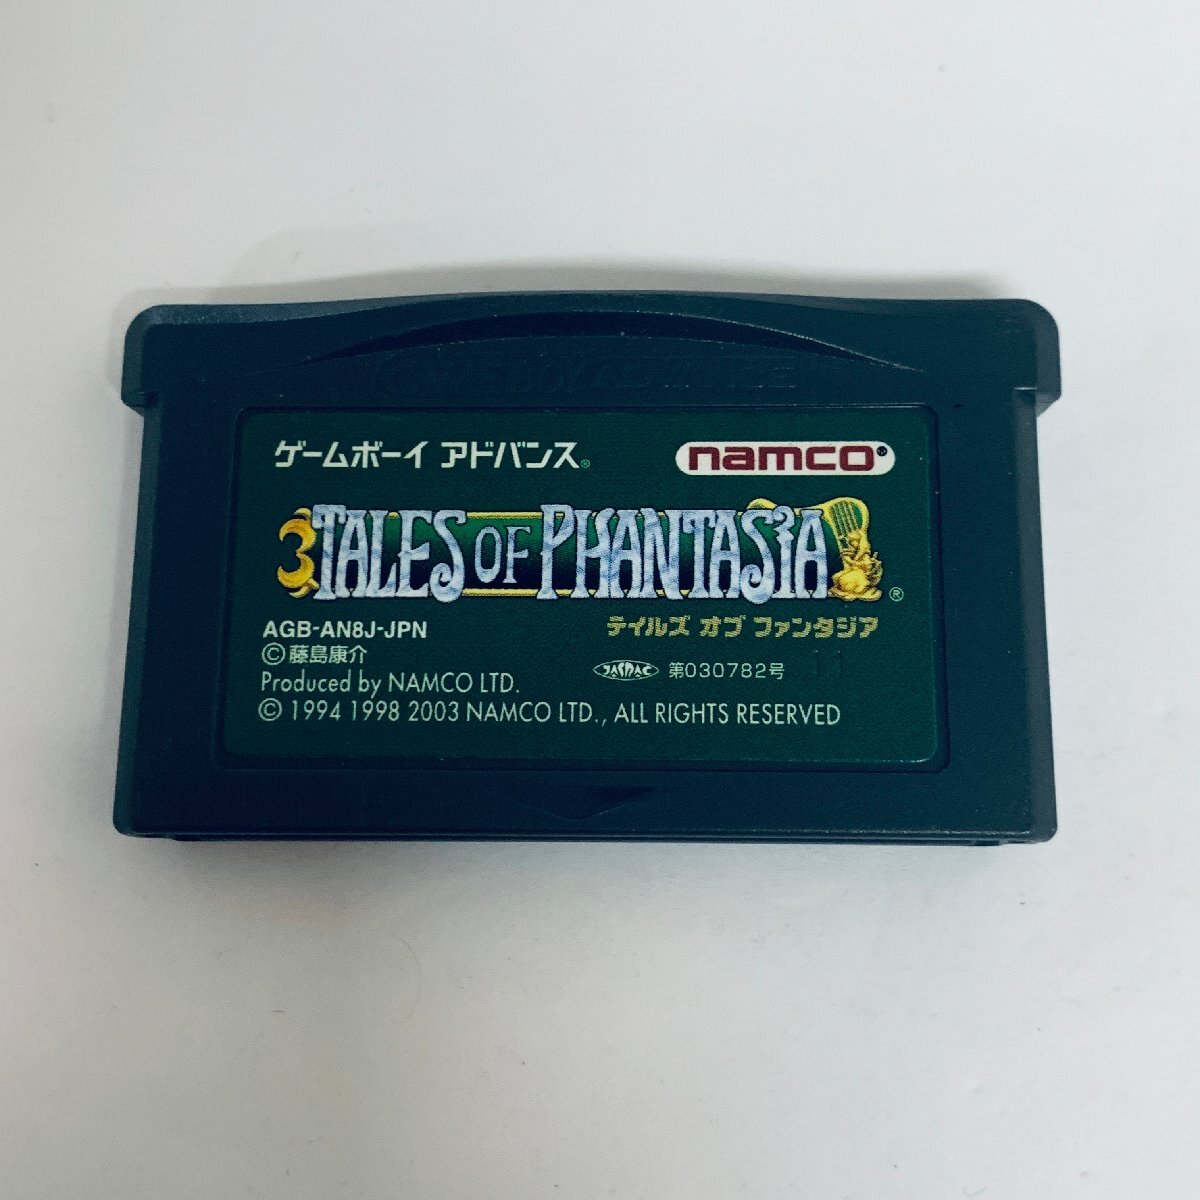 ゲームボーイ アドバンス®
namco®
TALES OF PHANTASIA®
テイルズ オブ ファンタジア
AGB-AN8J-JPN
©藤島康介
JASRAC 第030782号 11
Produced by NAMCO LTD.
© 1994 1998 2003 NAMCO LTD., ALL RIGHTS RESERVED